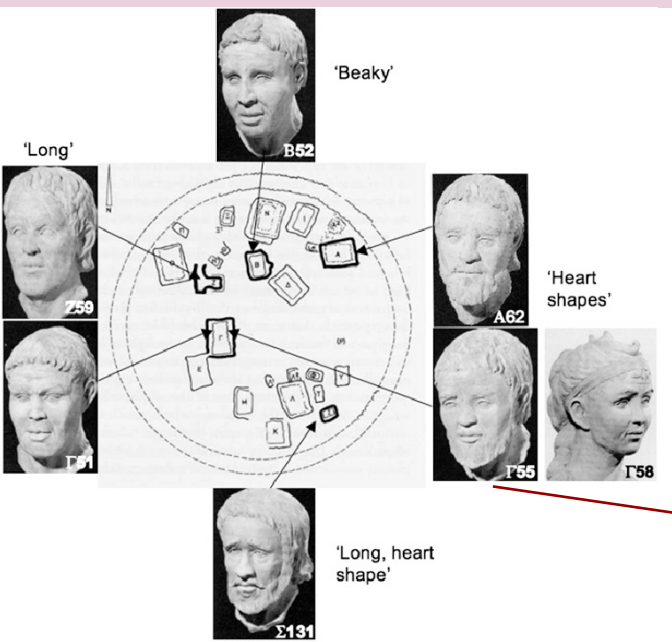 ‘Beaky’
B52
‘Long’
Z59
A62
‘Heart
shapes’
Γ51
Γ55
Γ58
‘Long, heart
shape’
Σ131
N
I
A
B
Δ
Γ
E
M
Λ
K
Y